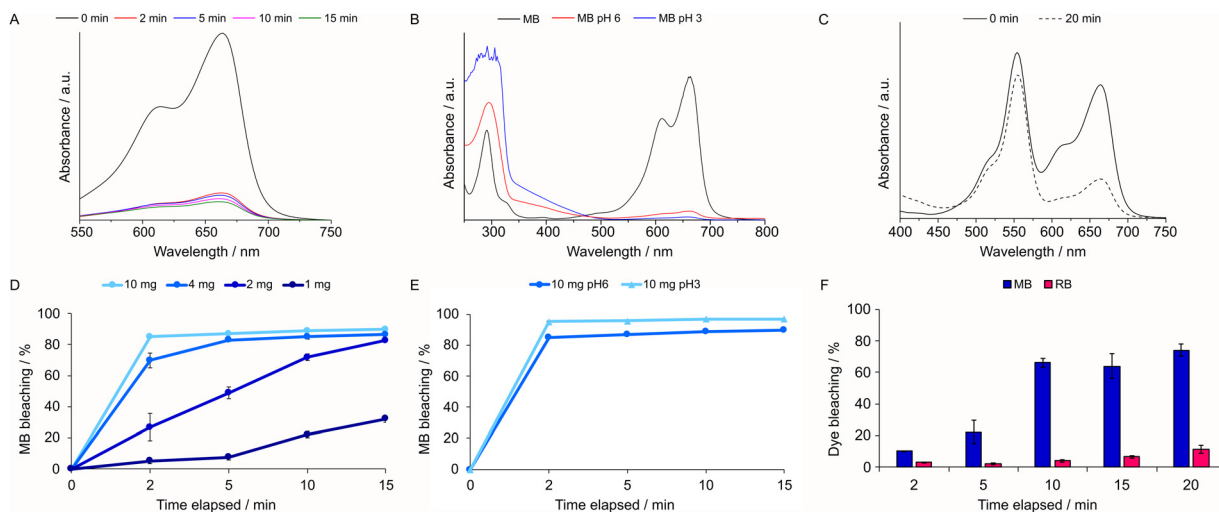 A
0 min 2 min 5 min 10 min 15 min
Absorbance / a.u.
550 600 650 700 750
Wavelength / nm
B
MB MB pH 6 MB pH 3
Absorbance / a.u.
300 400 500 600 700 800
Wavelength / nm
C
0 min 20 min
Absorbance / a.u.
400 450 500 550 600 650 700 750
Wavelength / nm
D
10 mg 4 mg 2 mg 1 mg
MB bleaching / %
100
80
60
40
20
0
0 2 5 10 15
Time elapsed / min
E
10 mg pH6 10 mg pH3
MB bleaching / %
100
80
60
40
20
0
0 2 5 10 15
Time elapsed / min
F
MB RB
Dye bleaching / %
100
80
60
40
20
0
2 5 10 15 20
Time elapsed / min